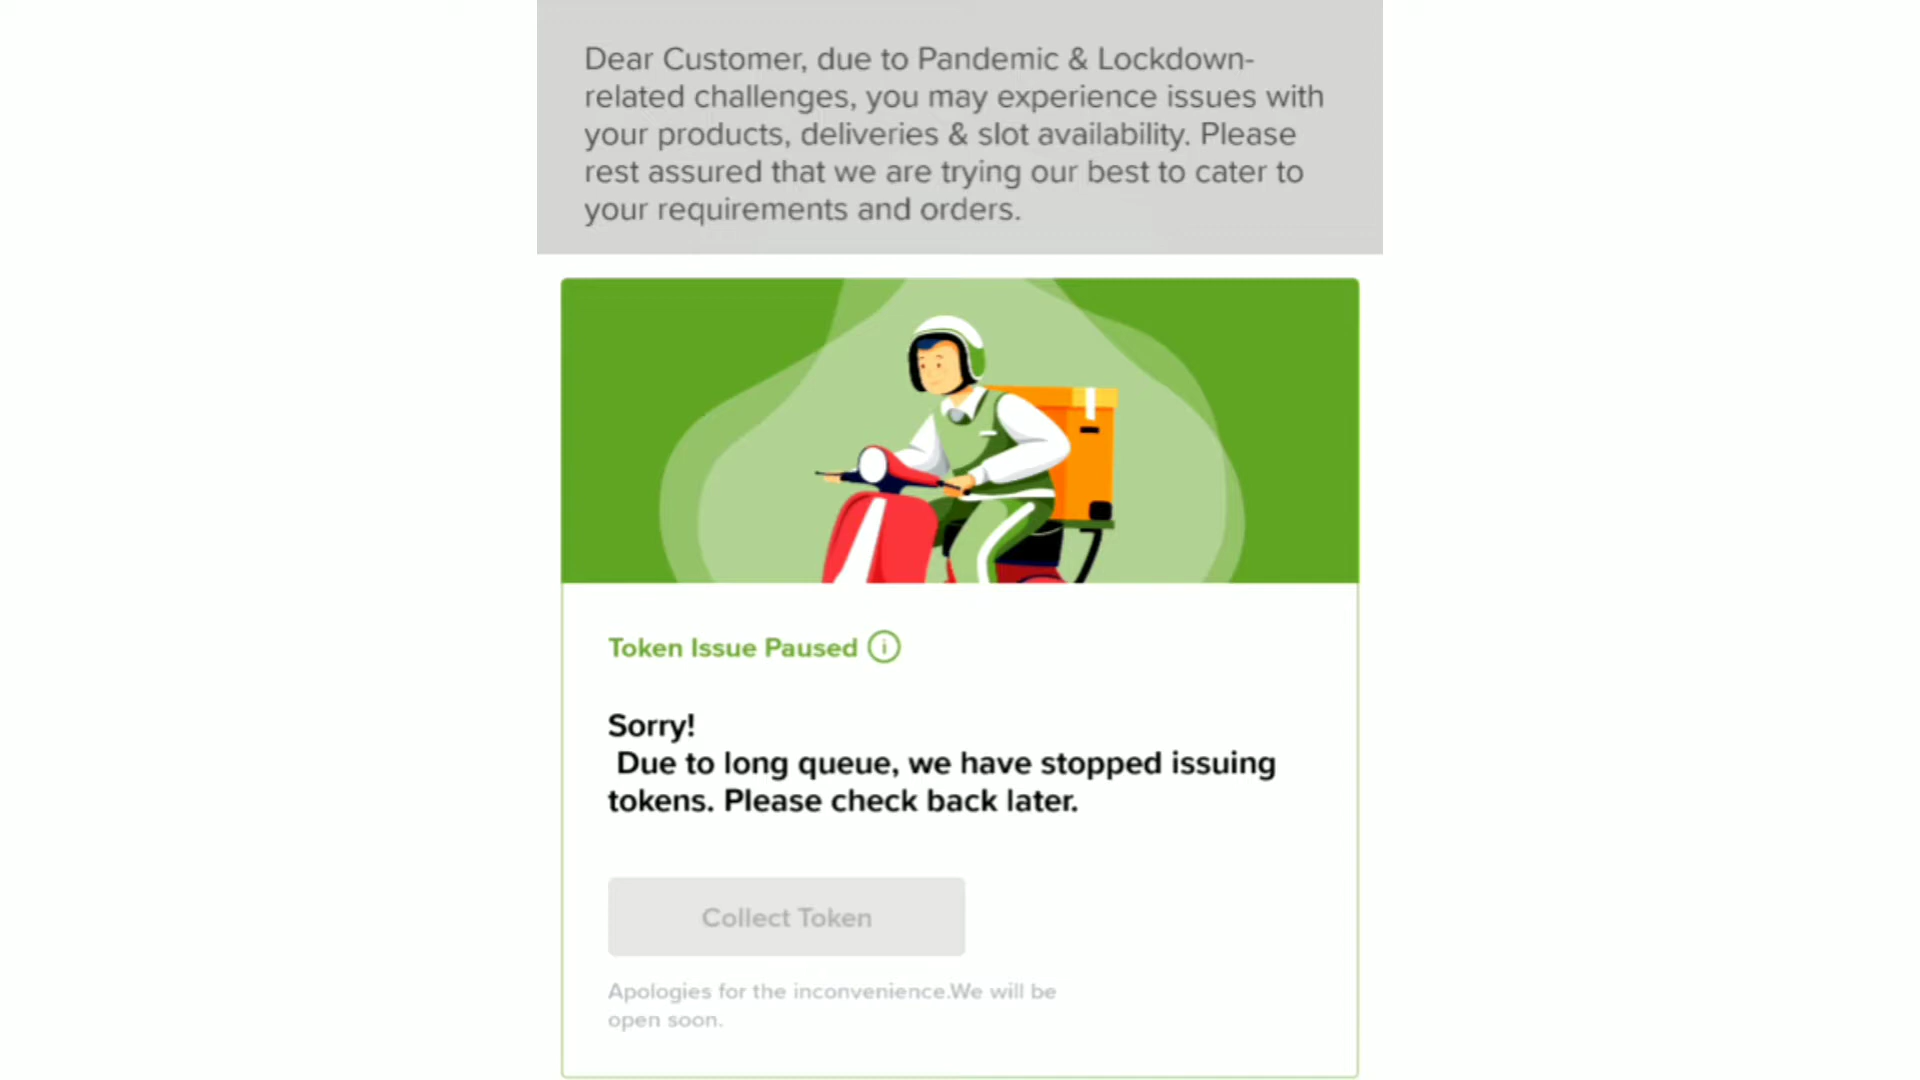 Dear Customer, due to Pandemic & Lockdown-
related challenges, you may experience issues with
your products, deliveries & slot availability. Please
rest assured that we are trying our best to cater to
your requirements and orders.
Token Issue Paused
Sorry!
Due to long queue, we have stopped issuing
tokens. Please check back later.
Collect Token
Apologies for the inconvenience.We will be
open soon.